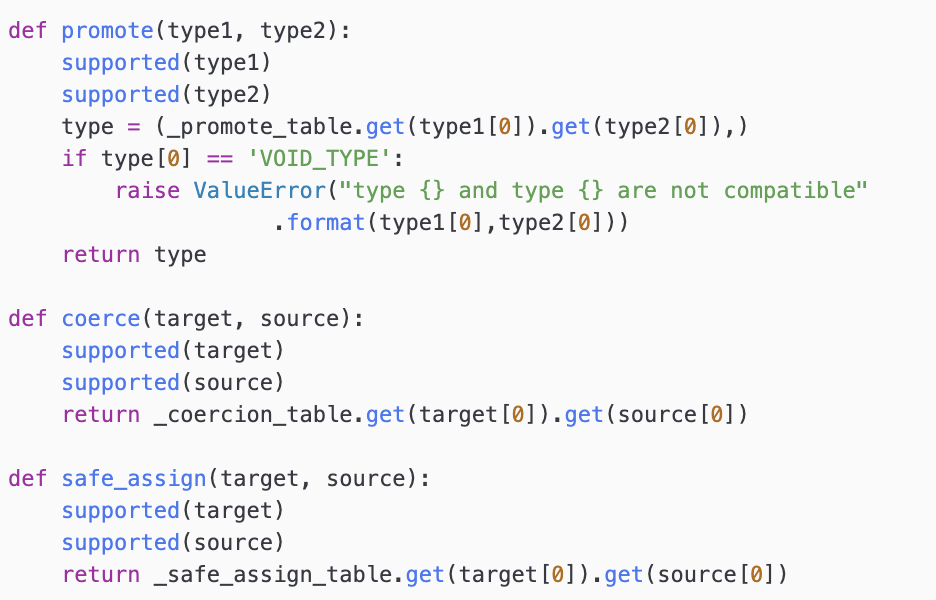 def promote(type1, type2):
    supported(type1)
    supported(type2)
    type = (_promote_table.get(type1[0]).get(type2[0]),)
    if type[0] == 'VOID_TYPE':
        raise ValueError("type {} and type {} are not compatible"
                    .format(type1[0],type2[0]))
    return type

def coerce(target, source):
    supported(target)
    supported(source)
    return _coercion_table.get(target[0]).get(source[0])

def safe_assign(target, source):
    supported(target)
    supported(source)
    return _safe_assign_table.get(target[0]).get(source[0])